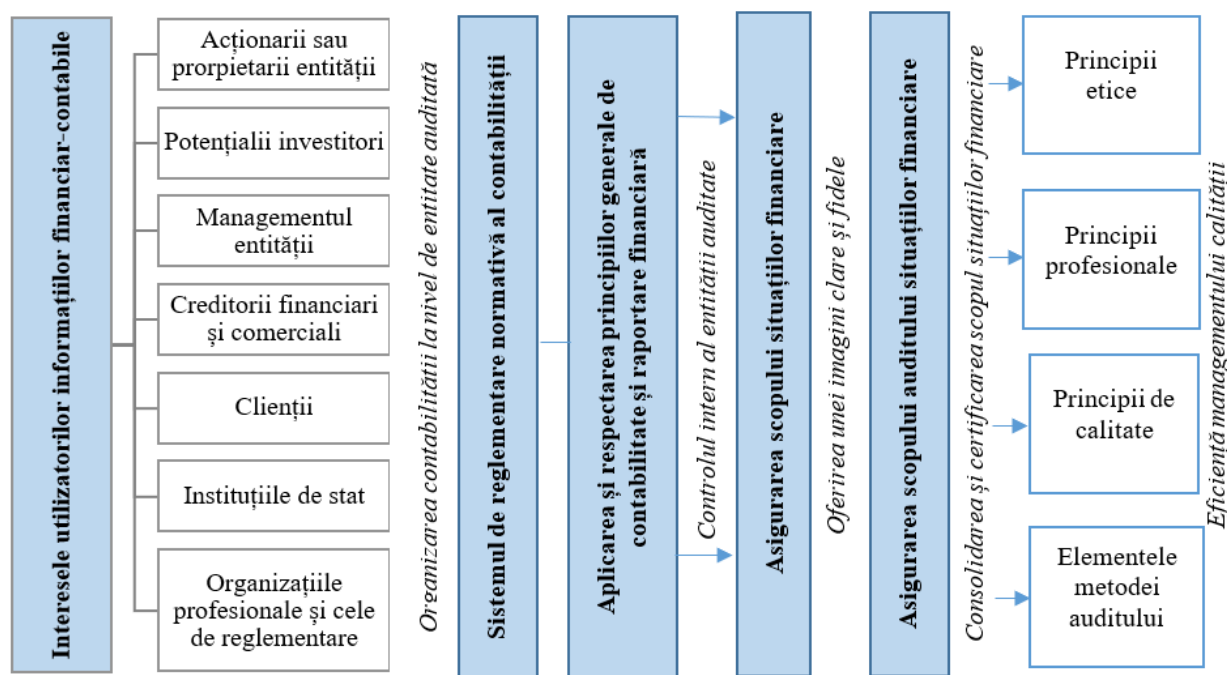 Interesele utilizatorilor informațiilor financiar-contabile
Acționarii sau
prorpietarii entității
Potențialii investitori
Managementul
entității
Creditorii financiari
și comerciali
Clienții
Instituțiile de stat
Organizațiile
profesionale și cele
de reglementare
Organizarea contabilității la nivel de entitate auditată
Sistemul de reglementare normativă al contabilității
Aplicarea și respectarea principiilor generale de
contabilitate și raportare financiară
Controlul intern al entității auditate
Asigurarea scopului situațiilor financiare
Oferirea unei imagini clare și fidele
Asigurarea scopului auditului situațiilor financiare
Consolidarea și certificarea scopul situațiilor financiare
Principii
etice
Principii
profesionale
Principii de
calitate
Elementele
metodei
auditului
Eficiență managementului calității